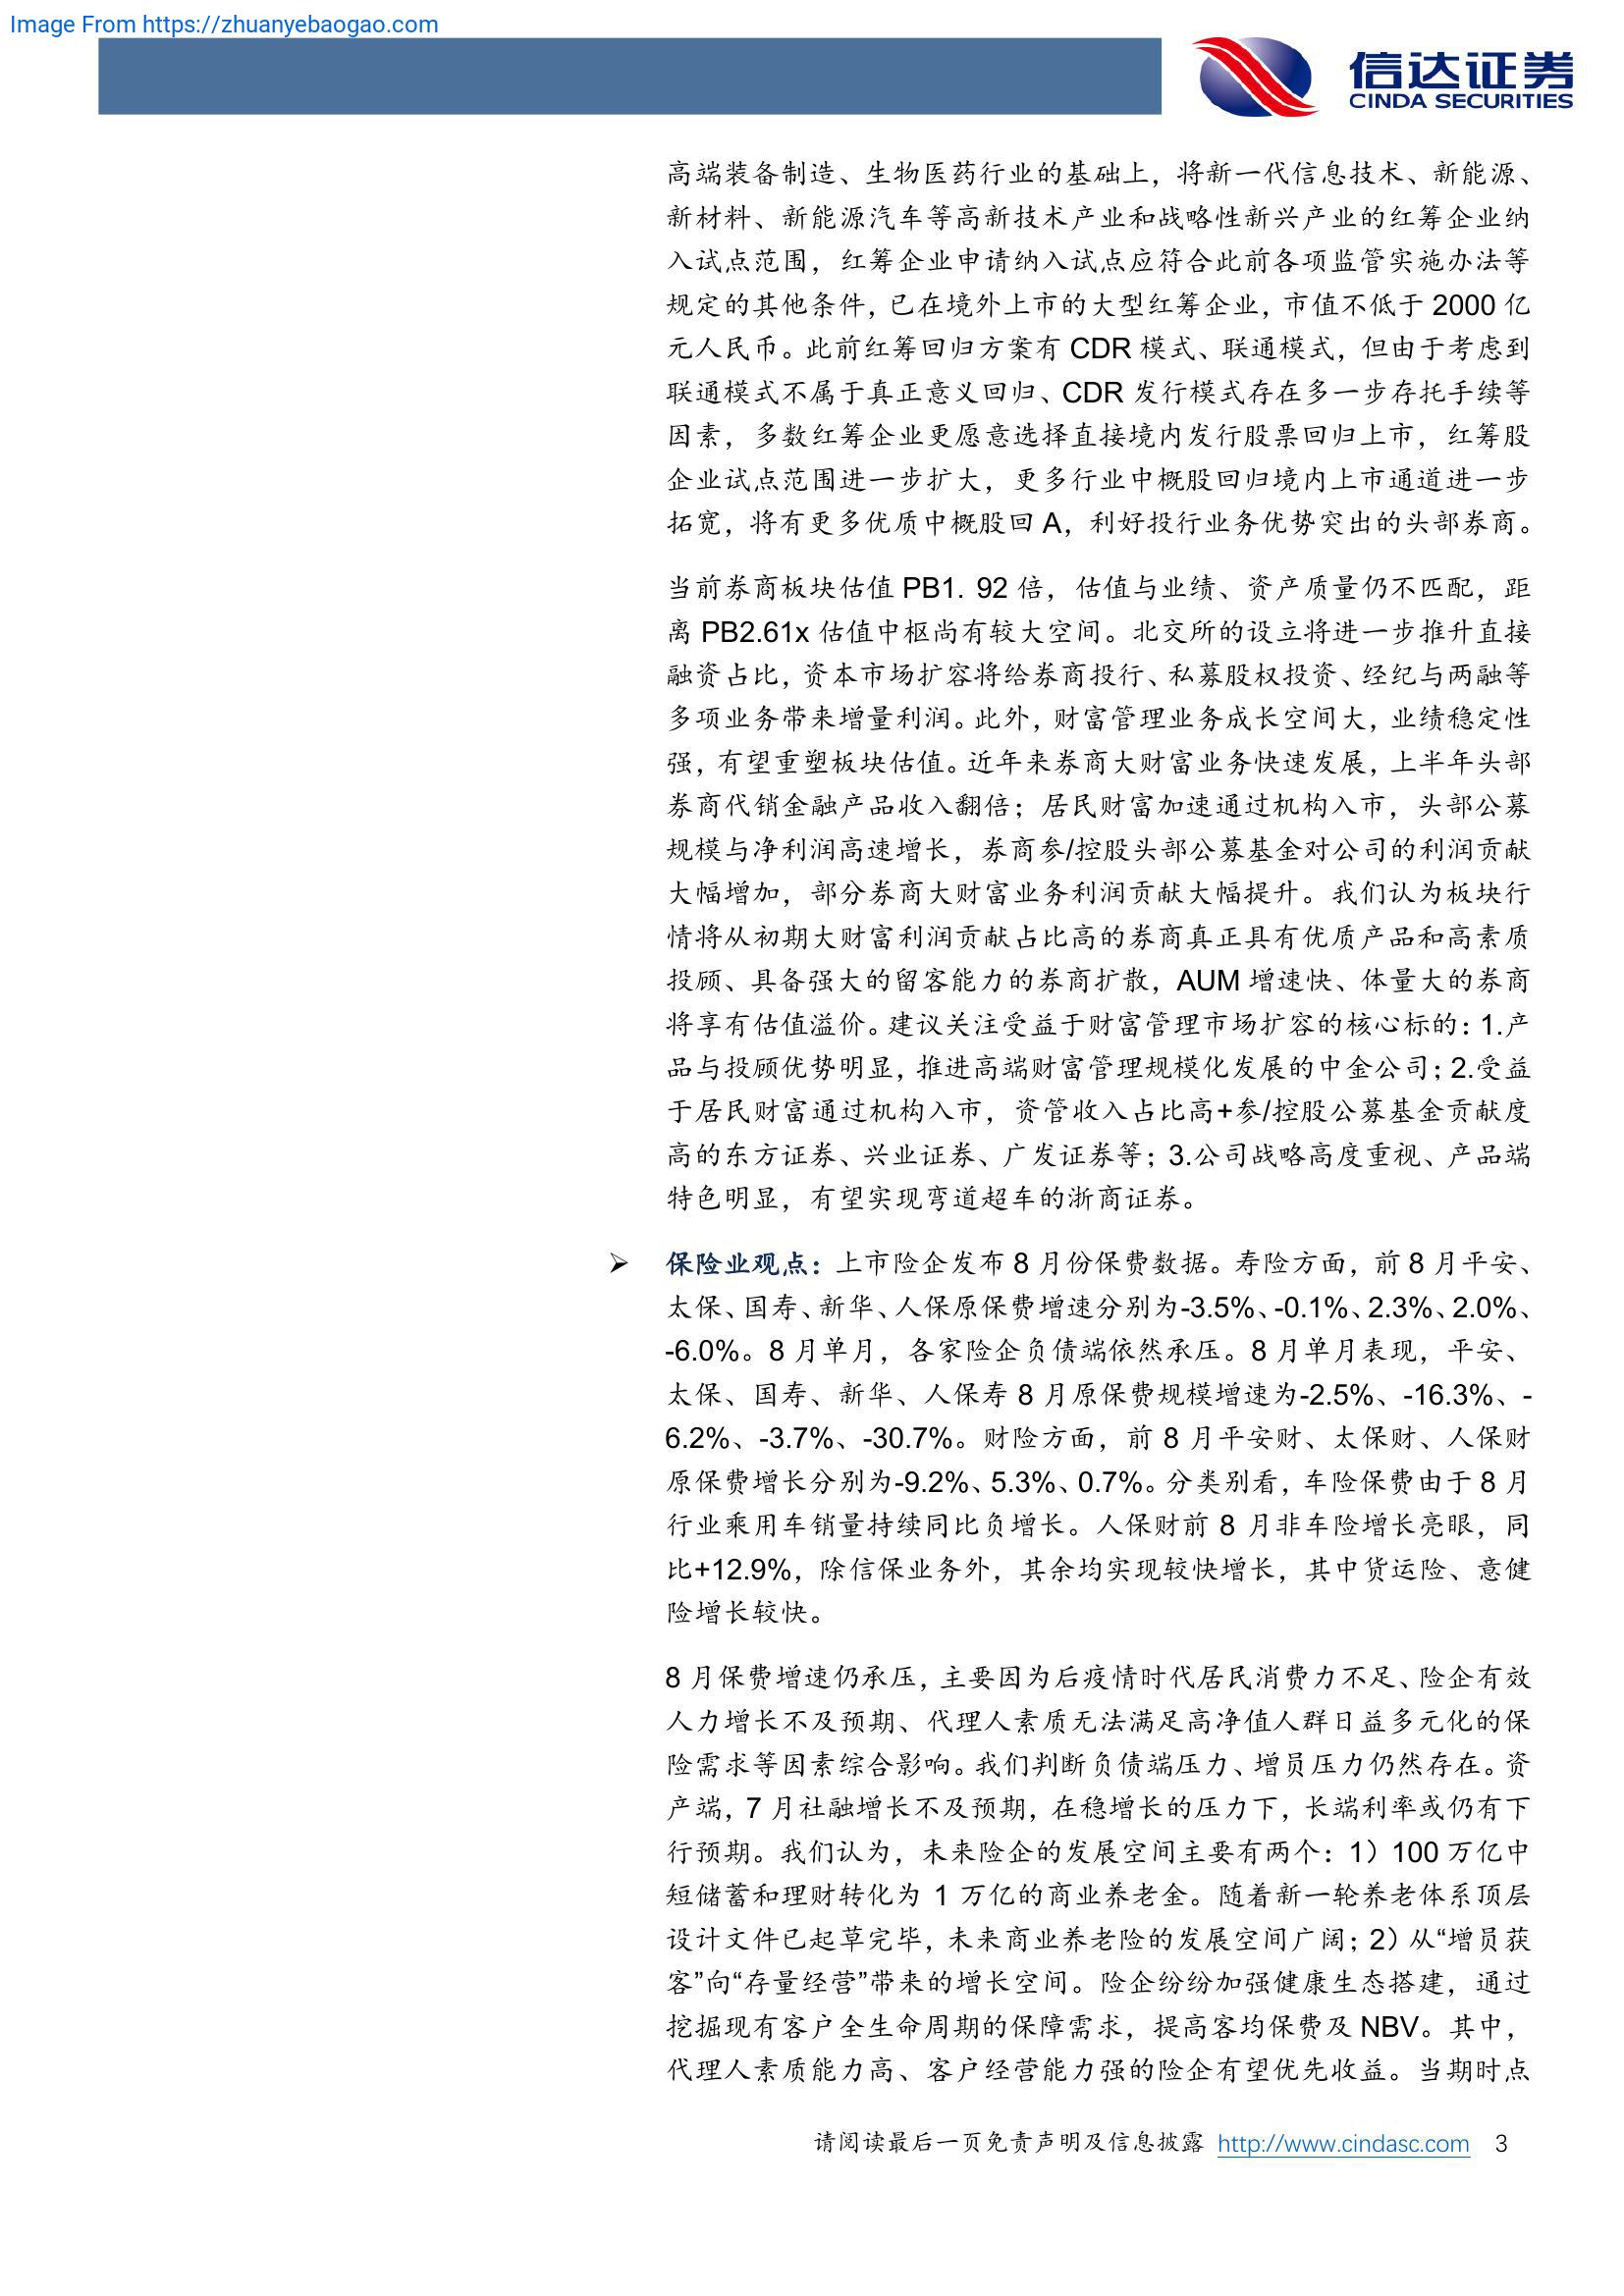 Image From https://zhuanyebaogao.com
信达证券
CINDA SECURITIES
高端装备制造、生物医药行业的基础上，将新一代信息技术、新能源、
新材料、新能源汽车等高新技术产业和战略性新兴产业的红筹企业纳
入试点范围，红筹企业申请纳入试点应符合此前各项监管实施办法等
规定的其他条件，已在境外上市的大型红筹企业，市值不低于 2000 亿
元人民币。此前红筹回归方案有 CDR 模式、联通模式，但由于考虑到
联通模式不属于真正意义回归、CDR 发行模式存在多一步存托手续等
因素，多数红筹企业更愿意选择直接境内发行股票回归上市，红筹股
企业试点范围进一步扩大，更多行业中概股回归境内上市通道进一步
拓宽，将有更多优质中概股回 A，利好投行业务优势突出的头部券商。
当前券商板块估值 PB1. 92 倍，估值与业绩、资产质量仍不匹配，距
离 PB2.61x 估值中枢尚有较大空间。北交所的设立将进一步推升直接
融资占比，资本市场扩容将给券商投行、私募股权投资、经纪与两融等
多项业务带来增量利润。此外，财富管理业务成长空间大，业绩稳定性
强，有望重塑板块估值。近年来券商大财富业务快速发展，上半年头部
券商代销金融产品收入翻倍；居民财富加速通过机构入市，头部公募
规模与净利润高速增长，券商参/控股头部公募基金对公司的利润贡献
大幅增加，部分券商大财富业务利润贡献大幅提升。我们认为板块行
情将从初期大财富利润贡献占比高的券商真正具有优质产品和高素质
投顾、具备强大的留客能力的券商扩散，AUM 增速快、体量大的券商
将享有估值溢价。建议关注受益于财富管理市场扩容的核心标的：1.产
品与投顾优势明显，推进高端财富管理规模化发展的中金公司；2.受益
于居民财富通过机构入市，资管收入占比高+参/控股公募基金贡献度
高的东方证券、兴业证券、广发证券等；3.公司战略高度重视、产品端
特色明显，有望实现弯道超车的浙商证券。
➢ 保险业观点：上市险企发布 8 月份保费数据。寿险方面，前 8 月平安、
太保、国寿、新华、人保原保费增速分别为-3.5%、-0.1%、2.3%、2.0%、
-6.0%。8 月单月，各家险企负债端依然承压。8 月单月表现，平安、
太保、国寿、新华、人保寿 8 月原保费规模增速为-2.5%、-16.3%、-
6.2%、-3.7%、-30.7%。财险方面，前 8 月平安财、太保财、人保财
原保费增长分别为-9.2%、5.3%、0.7%。分类别看，车险保费由于 8 月
行业乘用车销量持续同比负增长。人保财前 8 月非车险增长亮眼，同
比+12.9%，除信保业务外，其余均实现较快增长，其中货运险、意健
险增长较快。
8 月保费增速仍承压，主要因为后疫情时代居民消费力不足、险企有效
人力增长不及预期、代理人素质无法满足高净值人群日益多元化的保
险需求等因素综合影响。我们判断负债端压力、增员压力仍然存在。资
产端，7 月社融增长不及预期，在稳增长的压力下，长端利率或仍有下
行预期。我们认为，未来险企的发展空间主要有两个：1）100 万亿中
短储蓄和理财转化为 1 万亿的商业养老金。随着新一轮养老体系顶层
设计文件已起草完毕，未来商业养老险的发展空间广阔；2）从“增员获
客”向“存量经营”带来的增长空间。险企纷纷加强健康生态搭建，通过
挖掘现有客户全生命周期的保障需求，提高客均保费及 NBV。其中，
代理人素质能力高、客户经营能力强的险企有望优先收益。当期时点
请阅读最后一页免责声明及信息披露 http://www.cindasc.com 3